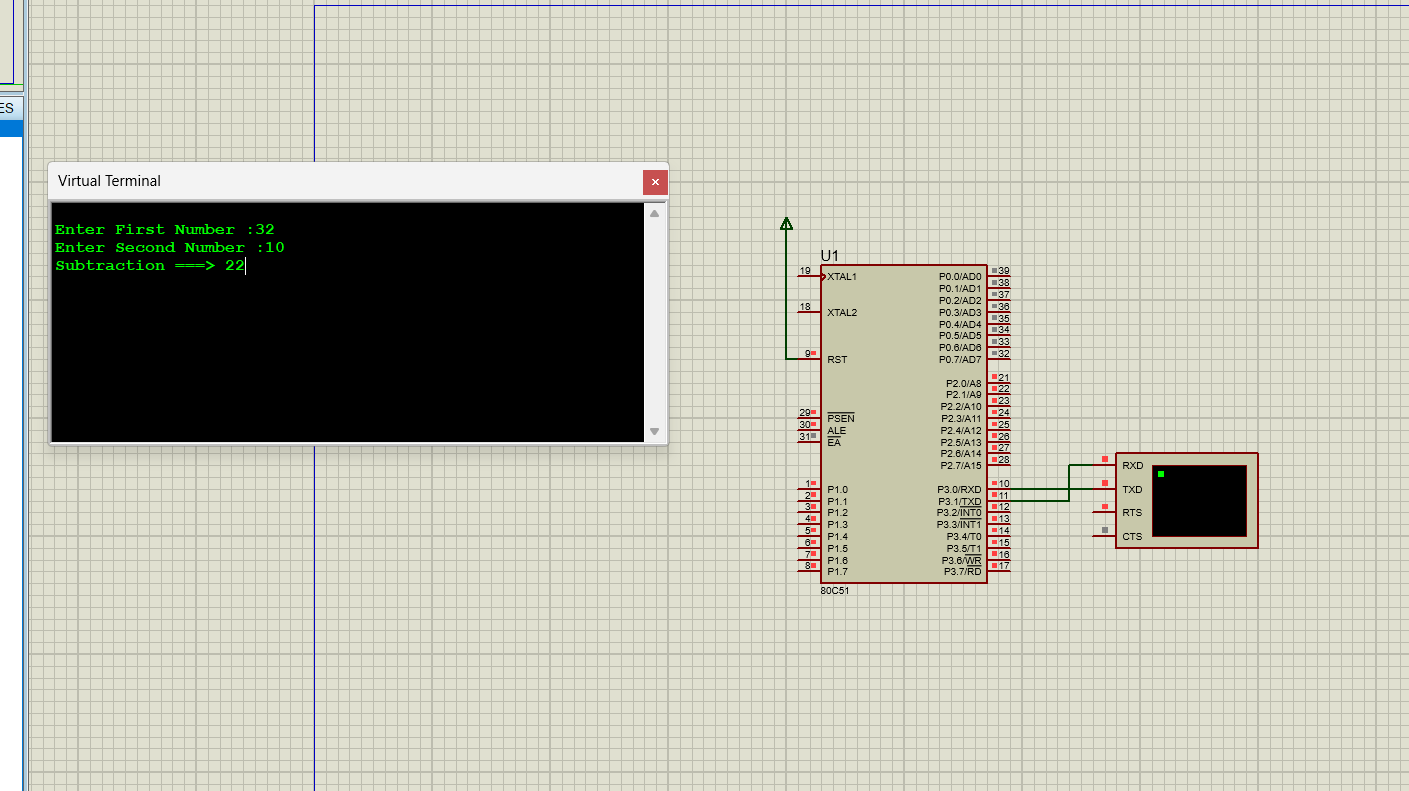 ES
Virtual Terminal
Enter First Number :32
Enter Second Number :10
Subtraction ===> 22
U1
19 XTAL1
18 XTAL2
9 RST
29 PSEN
30 ALE
31 EA
1 P1.0
2 P1.1
3 P1.2
4 P1.3
5 P1.4
6 P1.5
7 P1.6
8 P1.7
P0.0/AD0 39
P0.1/AD1 38
P0.2/AD2 37
P0.3/AD3 36
P0.4/AD4 35
P0.5/AD5 34
P0.6/AD6 33
P0.7/AD7 32
P2.0/A8 21
P2.1/A9 22
P2.2/A10 23
P2.3/A11 24
P2.4/A12 25
P2.5/A13 26
P2.6/A14 27
P2.7/A15 28
P3.0/RXD 10
P3.1/TXD 11
P3.2/INT0 12
P3.3/INT1 13
P3.4/T0 14
P3.5/T1 15
P3.6/WR 16
P3.7/RD 17
80C51
RXD
TXD
RTS
CTS